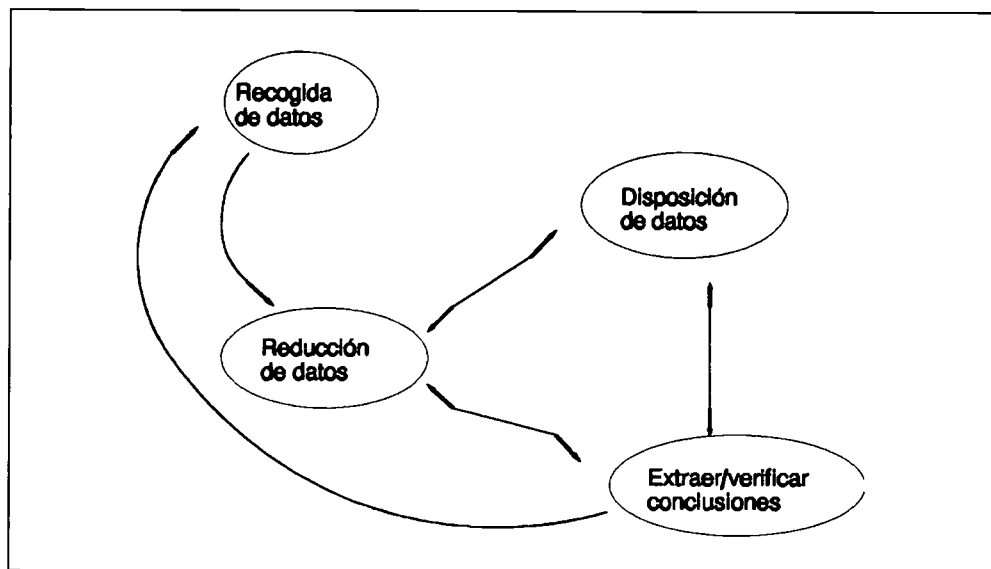 Recogida
de datos
Disposición
de datos
Reducción
de datos
Extraer/verificar
conclusiones